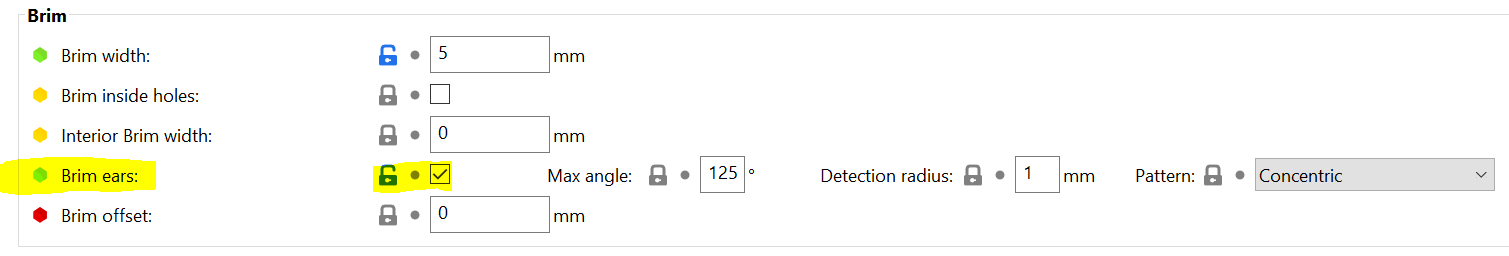 Brim
Brim width: 5 mm
Brim inside holes:
Interior Brim width: 0 mm
Brim ears: Max angle: 125 ° Detection radius: 1 mm Pattern: Concentric
Brim offset: 0 mm